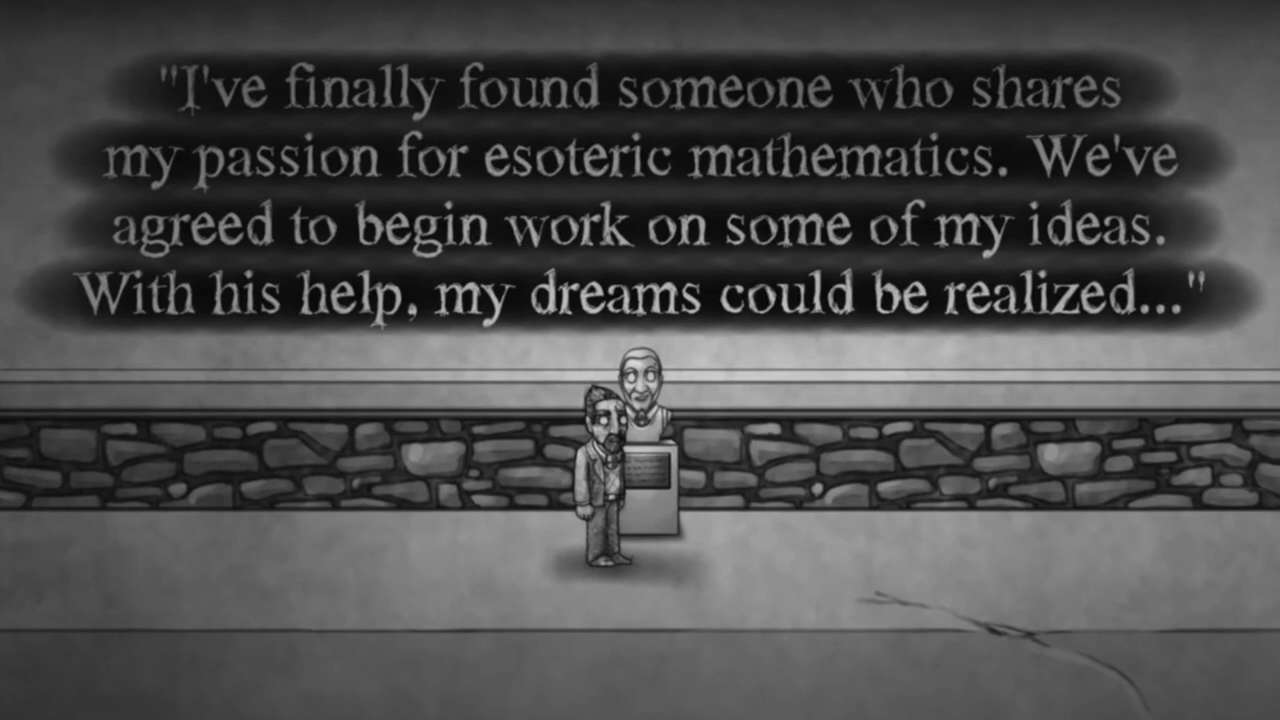 "I've finally found someone who shares
my passion for esoteric mathematics. We've
agreed to begin work on some of my ideas.
With his help, my dreams could be realized..."